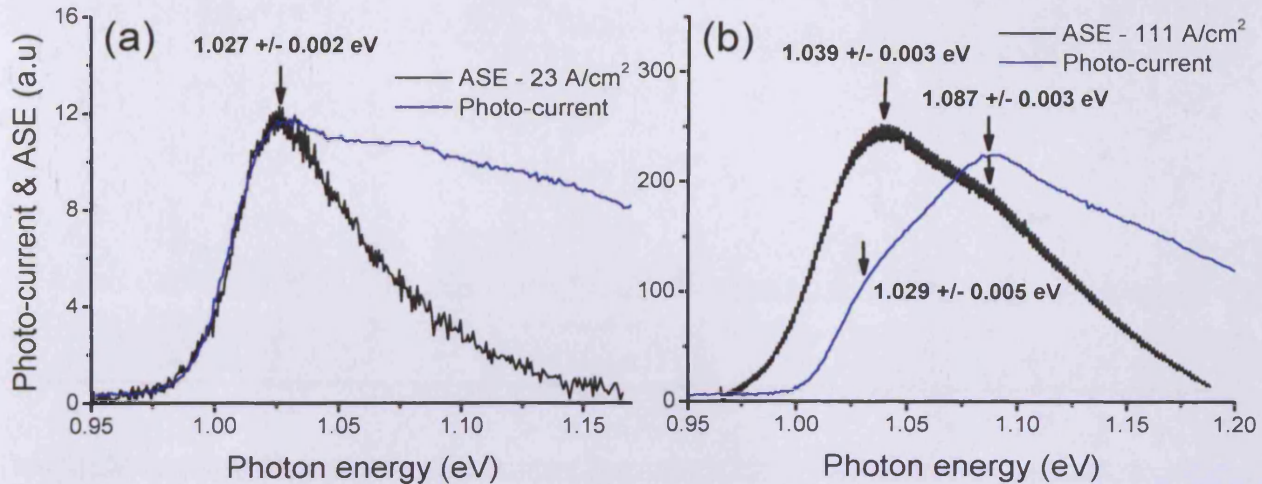 Photo-current & ASE (a.u)
16
12
8
4
0
(a)
1.027 +/- 0.002 eV
ASE - 23 A/cm²
Photo-current
0.95
1.00
1.05
1.10
1.15
Photon energy (eV)
300
200
100
0
(b)
ASE - 111 A/cm²
Photo-current
1.039 +/- 0.003 eV
1.087 +/- 0.003 eV
1.029 +/- 0.005 eV
0.95
1.00
1.05
1.10
1.15
1.20
Photon energy (eV)